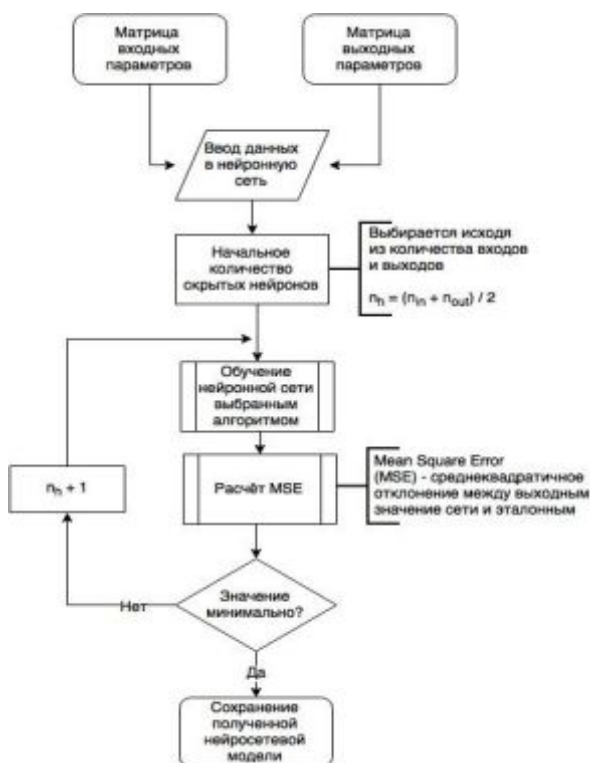 Матрица
входных
параметров
Матрица
выходных
параметров
Ввод данных
в нейронную
сеть
Начальное
количество
скрытых нейронов
Выбирается исходя
из количества входов
и выходов
nh = (nin + nout) / 2
Обучение
нейронной сети
выбранным
алгоритмом
nh + 1
Расчёт MSE
Mean Square Error
(MSE) - среднеквадратичное
отклонение между выходным
значение сети и эталонным
Значение
минимально?
Нет
Да
Сохранение
полученной
нейросетевой
модели